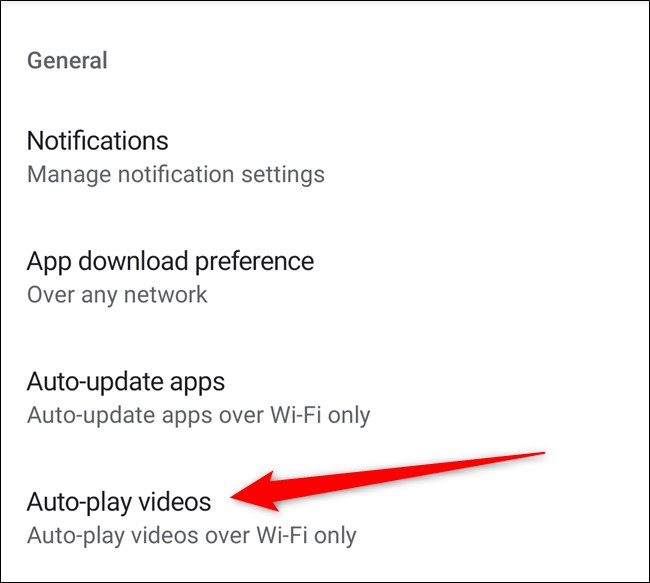 General
Notifications
Manage notification settings
App download preference
Over any network
Auto-update apps
Auto-update apps over Wi-Fi only
Auto-play videos
Auto-play videos over Wi-Fi only